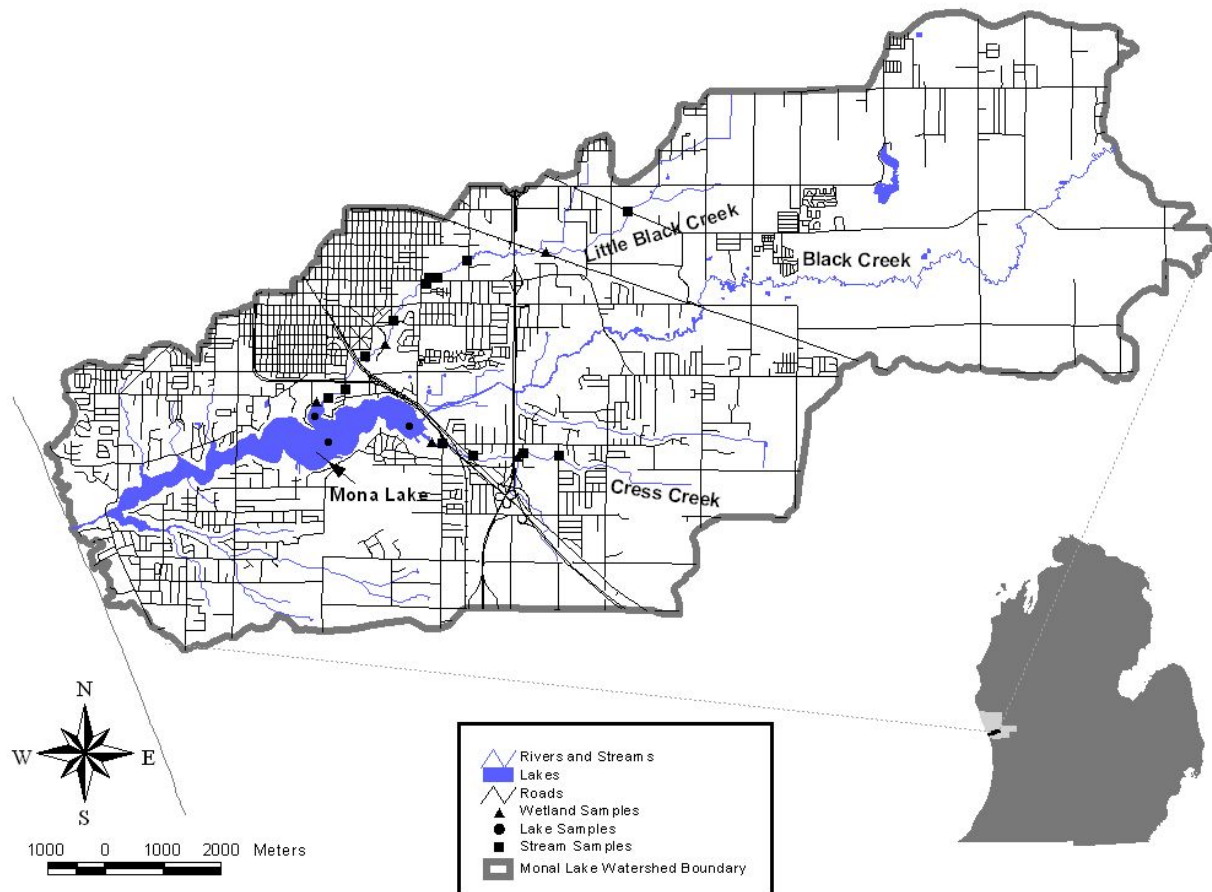 Little Black Creek
Black Creek
Mona Lake
Cress Creek
N
W
E
S
1000 0 1000 2000 Meters
Rivers and Streams
Lakes
Roads
Wetland Samples
Lake Samples
Stream Samples
Monal Lake Watershed Boundary